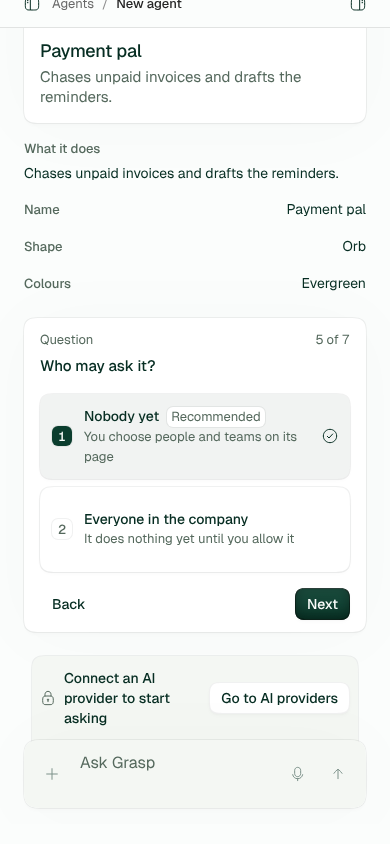 Agents / New agent
Payment pal
Chases unpaid invoices and drafts the
reminders.
What it does
Chases unpaid invoices and drafts the reminders.
Name Payment pal
Shape Orb
Colours Evergreen
Question 5 of 7
Who may ask it?
1 Nobody yet Recommended
You choose people and teams on its
page
2 Everyone in the company
It does nothing yet until you allow it
Back Next
Connect an AI
provider to start
asking
Go to AI providers
Ask Grasp